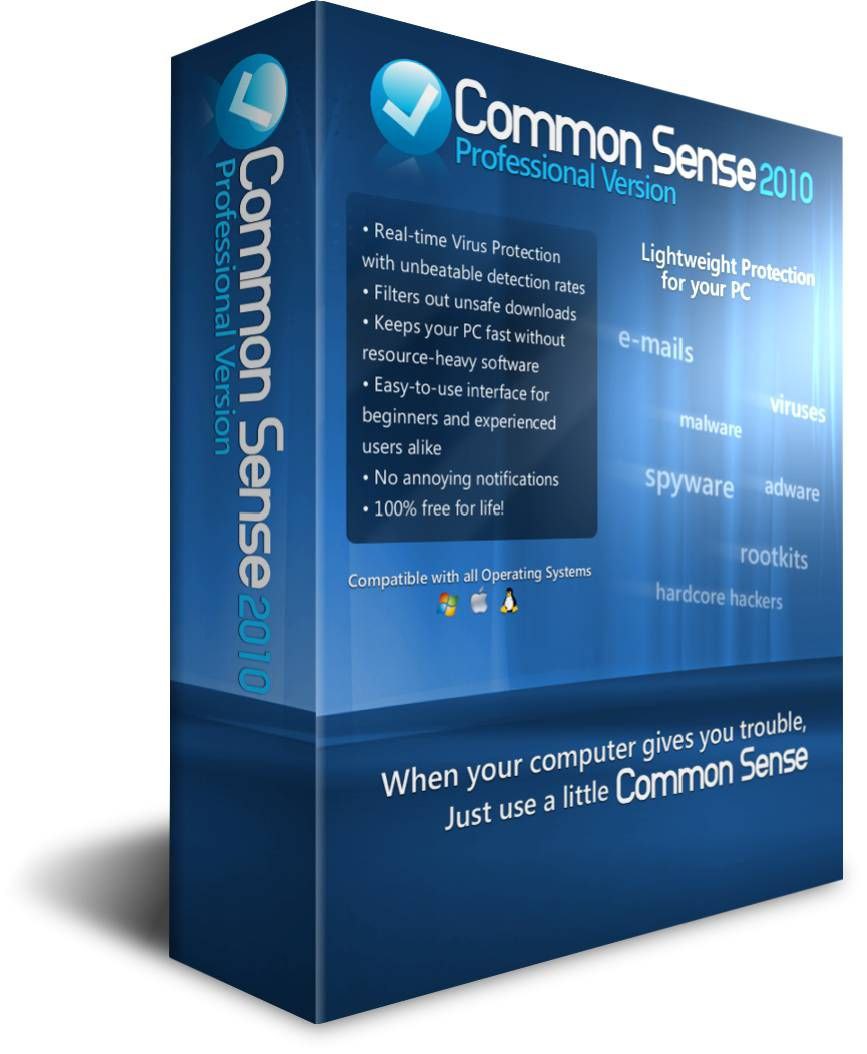 Common Sense 2010
Professional Version
Common Sense 2010
Professional Version
• Real-time Virus Protection
with unbeatable detection rates
• Filters out unsafe downloads
• Keeps your PC fast without
resource-heavy software
• Easy-to-use interface for
beginners and experienced
users alike
• No annoying notifications
• 100% free for life!
Compatible with all Operating Systems
Lightweight Protection
for your PC
e-mails
viruses
malware
spyware
adware
rootkits
hardcore hackers
When your computer gives you trouble,
Just use a little Common Sense